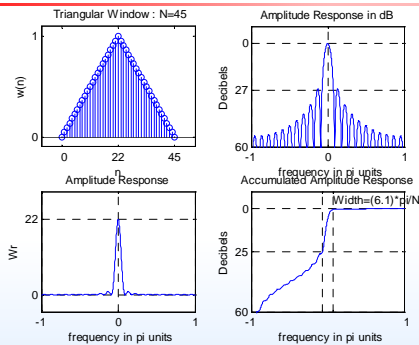 Triangular Window : N=45
1
w(n)
0
0
22
45
n
Amplitude Response in dB
0
Decibels
27
60
-1
0
1
frequency in pi units
Amplitude Response
22
Wr
0
-1
0
1
frequency in pi units
Accumulated Amplitude Response
Width=(6.1)*pi/N
0
Decibels
25
60
-1
0
1
frequency in pi units